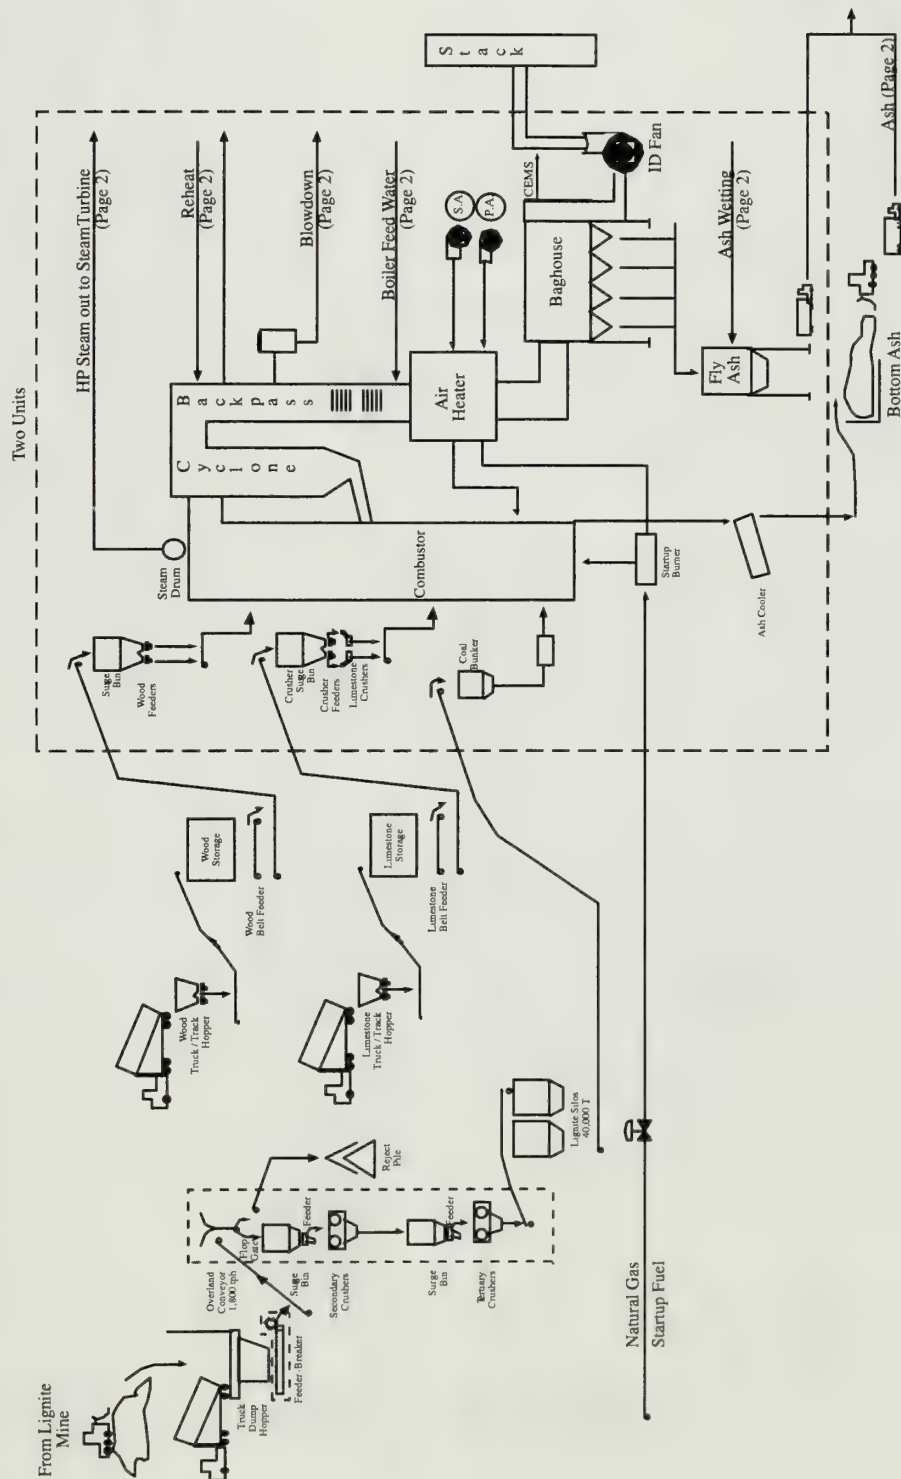 Two Units
HP Steam out to Steam Turbine
(Page 2)
Reheat
(Page 2)
Blowdown
(Page 2)
Boiler Feed Water
(Page 2)
Stack
CEMS
ID Fan
S.A.
P.A.
Baghouse
Ash Wetting
(Page 2)
Ash (Page 2)
Backpass
Cyclone
Air
Heater
Fly
Ash
Bottom Ash
Steam
Drum
Combustor
Startup
Burner
Ash Cooler
Surge
Bin
Wood
Feeders
Crusher
Surge
Bin
Crusher
Feeders
Limestone
Crushers
Coal
Bunker
Wood
Storage
Wood
Belt Feeder
Limestone
Storage
Limestone
Belt Feeder
Wood
Truck / Track
Hopper
Limestone
Truck / Track
Hopper
Lignite Silos
40,000 T
Reject
Pile
Overland
Conveyor
1,800 tph
Flop
Gate
Surge
Bin
Feeder
Secondary
Crushers
Surge
Bin
Feeder
Ternary
Crushers
From Lignite
Mine
Truck
Dump
Hopper
Feeder-Breaker
Natural Gas
Startup Fuel